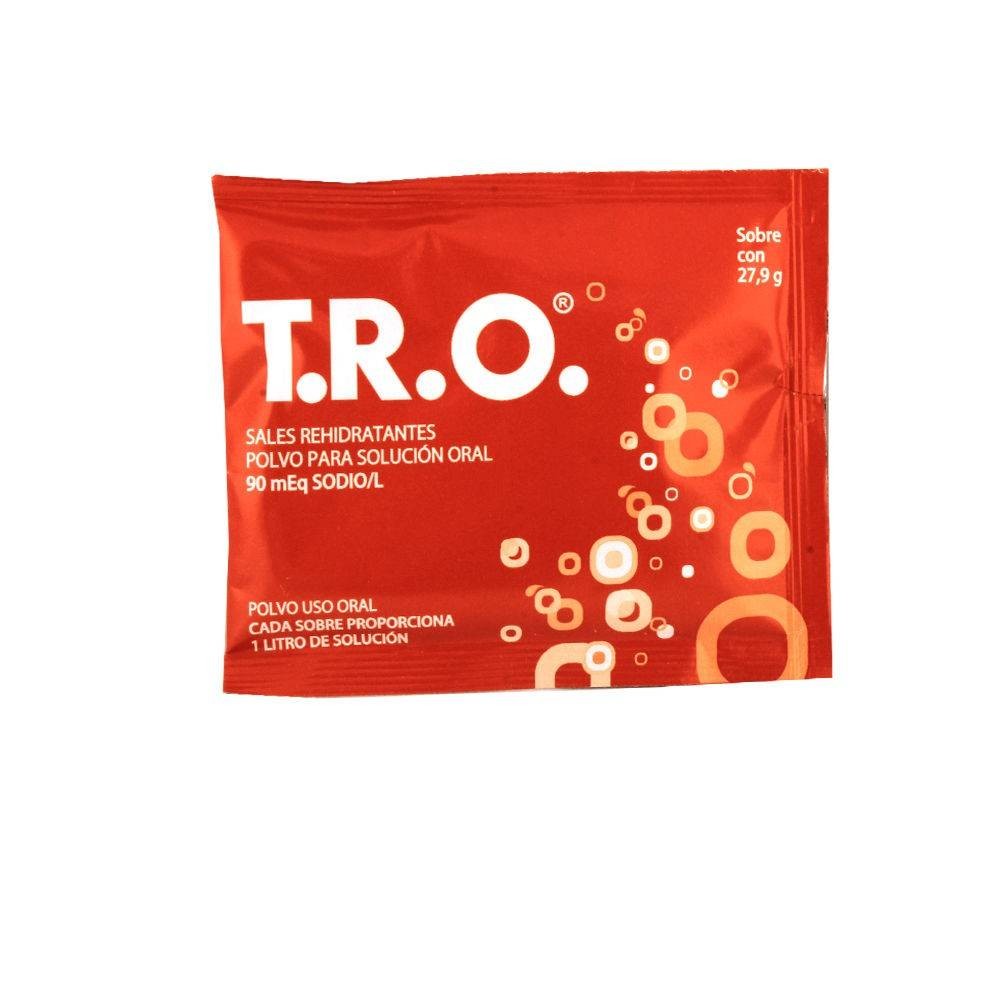 Sobre
con
27,9 g
T.R.O.®
SALES REHIDRATANTES
POLVO PARA SOLUCIÓN ORAL
90 mEq SODIO/L
POLVO USO ORAL
CADA SOBRE PROPORCIONA
1 LITRO DE SOLUCIÓN